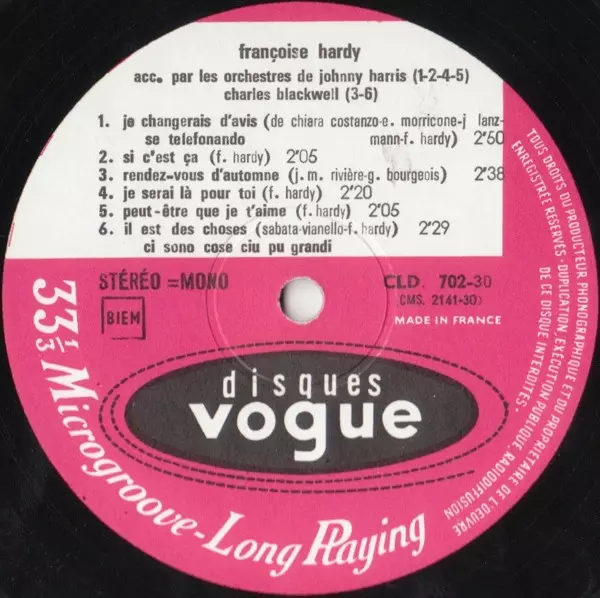 françoise hardy
acc. par les orchestres de johnny harris (1-2-4-5)
charles blackwell (3-6)
1. je changerais d'avis (de chiara costanzo-e. morricone-j lanz-
se telefonando mann-f. hardy) 2'50
2. si c'est ça (f. hardy) 2'05
3. rendez-vous d'automne (j. m. rivière-g. bourgeois) 2'38
4. je serai là pour toi (f. hardy) 2'20
5. peut-être que je t'aime (f. hardy) 2'05
6. il est des choses (sabata-vianello-f. hardy) 2'29
ci sono cose ciu pu grandi
STÉRÉO =MONO
CLD. 702-30
(CMS. 2141-30)
BIEM
MADE IN FRANCE
disques
vogue
33⅓ Microgroove-Long Playing
TOUS DROITS DU PRODUCTEUR PHONOGRAPHIQUE ET DU PROPRIÉTAIRE DE L'OEUVRE
ENREGISTRÉE RÉSERVÉS - DUPLICATION, EXÉCUTION PUBLIQUE, RADIODIFFUSION
DE CE DISQUE INTERDITES -